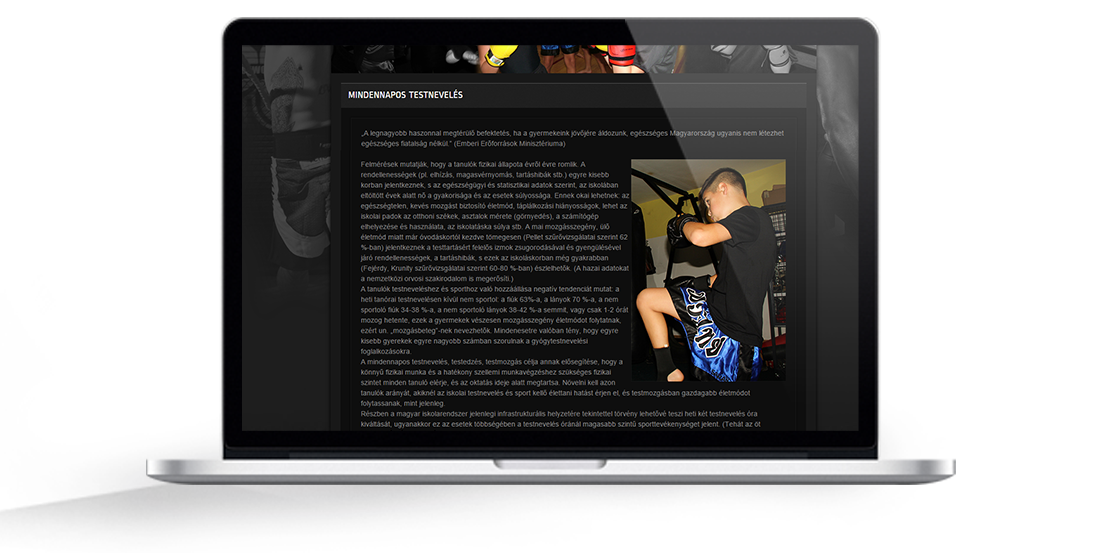 MINDENNAPOS TESTNEVELÉS
„A legnagyobb haszonnal megtérülő befektetés, ha a gyermekeink jövőjére áldozunk, egészséges Magyarország ugyanis nem létezhet
egészséges fiatalság nélkül.” (Emberi Erőforrások Minisztériuma)
Felmérések mutatják, hogy a tanulók fizikai állapota évről évre romlik. A
rendellenességek (pl. elhízás, magasvérnyomás, tartáshibák stb.) egyre kisebb
korban jelentkeznek, s az egészségügyi és statisztikai adatok szerint, az iskolában
eltöltött évek alatt nő a gyakorisága és az esetek súlyossága. Ennek okai lehetnek: az
egészségtelen, kevés mozgást biztosító életmód, táplálkozási hiányosságok, lehet az
iskolai padok az otthoni székek, asztalok mérete (görnyedés), a számítógép
elhelyezése és használata, az iskolatáska súlya stb. A mai mozgásszegény, ülő
életmód miatt már óvodáskortól kezdve tömegesen (Pellet szűrővizsgálatai szerint 62
%-ban) jelentkeznek a testtartásért felelős izmok zsugorodásával és gyengülésével
járó rendellenességek, a tartáshibák, s ezek az iskoláskorban még gyakrabban
(Fejérdy, Krunity szűrővizsgálatai szerint 60-80 %-ban) észlelhetők. (A hazai adatokat
a nemzetközi orvosi szakirodalom is megerősíti.)
A tanulók testneveléshez és sporthoz való hozzáállása negatív tendenciát mutat: a
heti tanórai testnevelésen kívül nem sportol: a fiúk 63%-a, a lányok 70 %-a, a nem
sportoló fiúk 34-38 %-a, a nem sportoló lányok 38-42 %-a semmit, vagy csak 1-2 órát
mozog hetente, ezek a gyermekek vészesen mozgásszegény életmódot folytatnak,
ezért un. „mozgásbeteg”-nek nevezhetők. Mindenesetre valóban tény, hogy egyre
kisebb gyerekek egyre nagyobb számban szorulnak a gyógytestnevelési
foglalkozásokra.
A mindennapos testnevelés, testedzés, testmozgás célja annak elősegítése, hogy a
könnyű fizikai munka és a hatékony szellemi munkavégzéshez szükséges fizikai
szintet minden tanuló elérje, és az oktatás ideje alatt megtartsa. Növelni kell azon
tanulók arányát, akiknél az iskolai testnevelés és sport kellő élettani hatást érjen el, és testmozgásban gazdagabb életmódot
folytassanak, mint jelenleg.
Részben a magyar iskolarendszer jelenlegi infrastrukturális helyzetére tekintettel törvény lehetővé teszi heti két testnevelés óra
kiváltását, ugyanakkor ez az esetek többségében a testnevelés óránál magasabb szintű sporttevékenységet jelent. (Tehát az öt